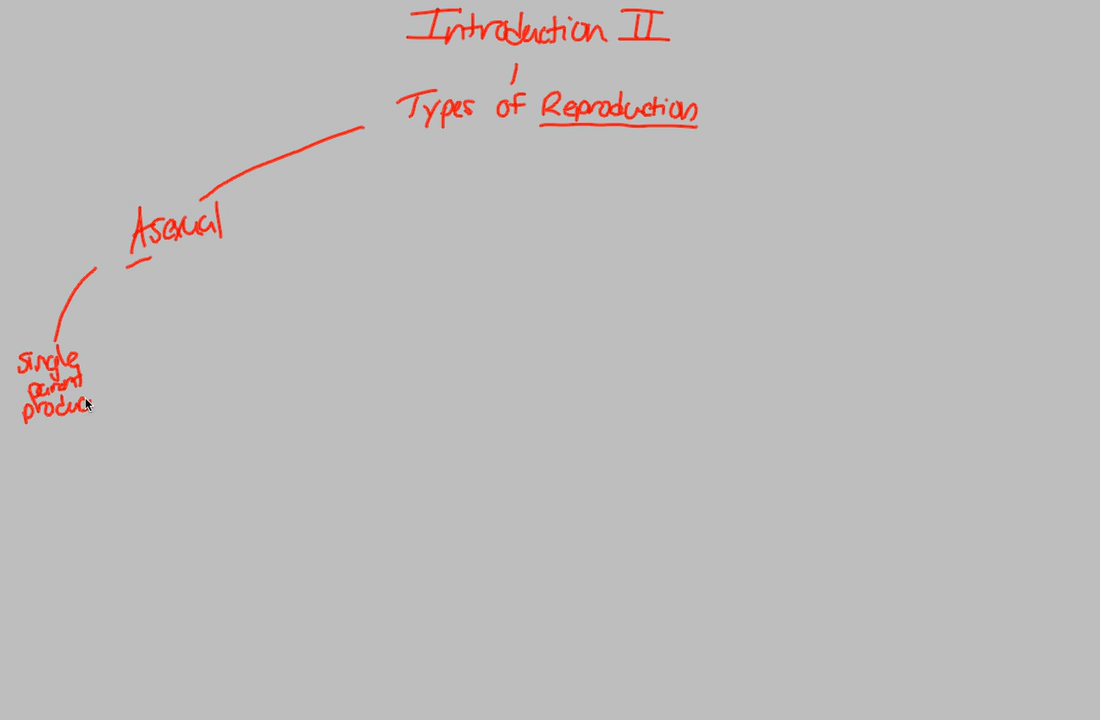 Introduction II
Types of Reproduction
Asexual
single
parent
produc